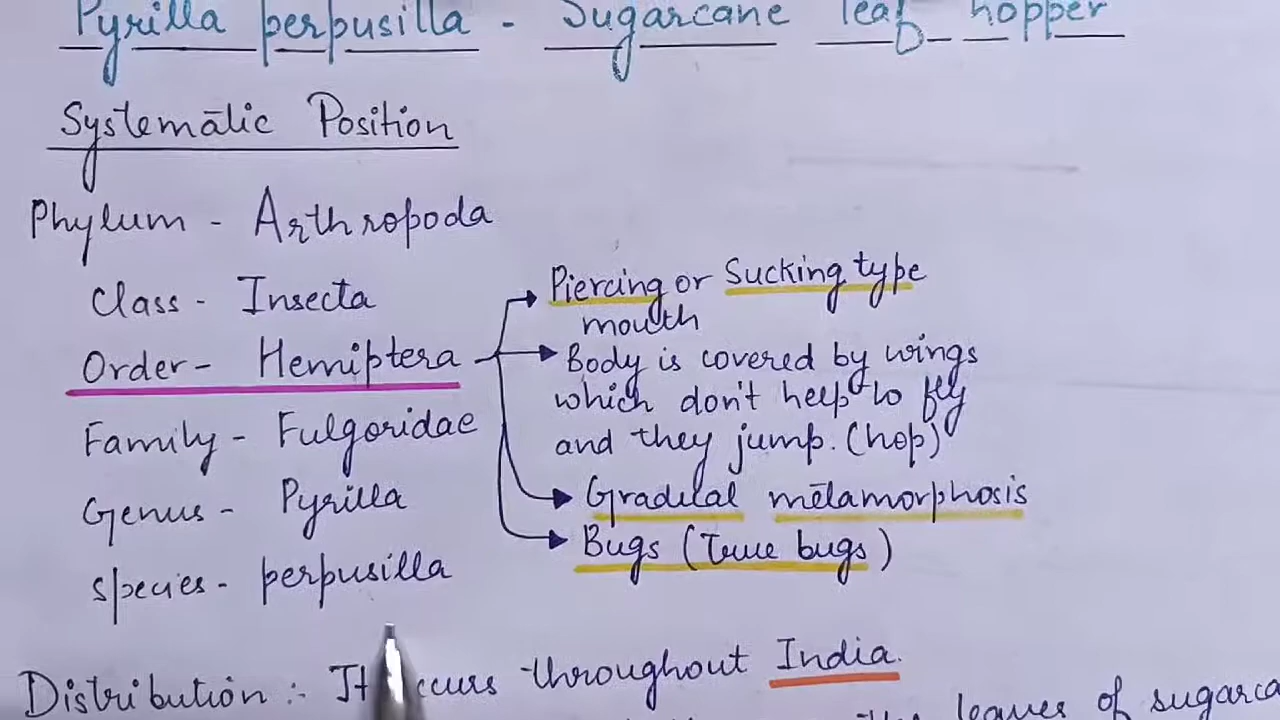 Pyrilla perpusilla - Sugarcane leaf hopper
Systematic Position
Phylum - Arthropoda
Class - Insecta
Order - Hemiptera
Piercing or Sucking type
mouth
Body is covered by wings
which don't help to fly
and they jump. (hop)
Gradual metamorphosis
Bugs (True bugs)
Family - Fulgoridae
Genus - Pyrilla
Species - perpusilla
Distribution :- It occurs throughout India.
the leaves of